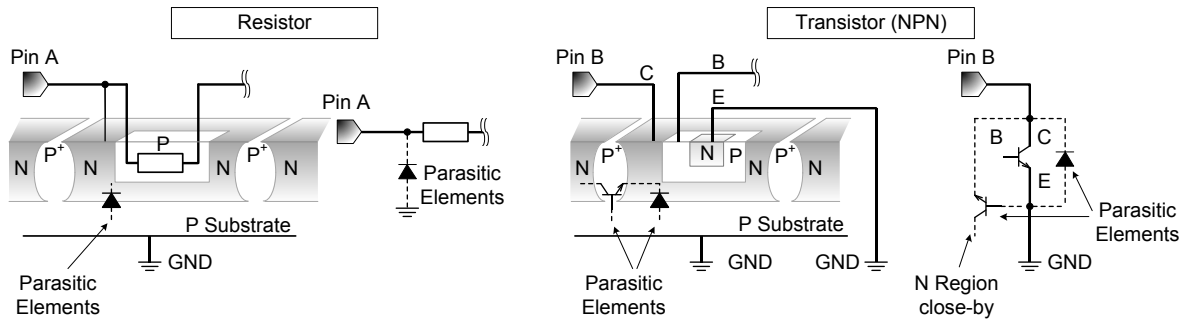 Resistor
Transistor (NPN)
Pin A
P
N
P+
N
P+
N
N
P Substrate
GND
Parasitic
Elements
Pin A
Parasitic
Elements
Pin B
C
B
E
N
P+
N
N
P
P+
N
P Substrate
GND
GND
Parasitic
Elements
Pin B
B
C
E
Parasitic
Elements
GND
N Region
close-by